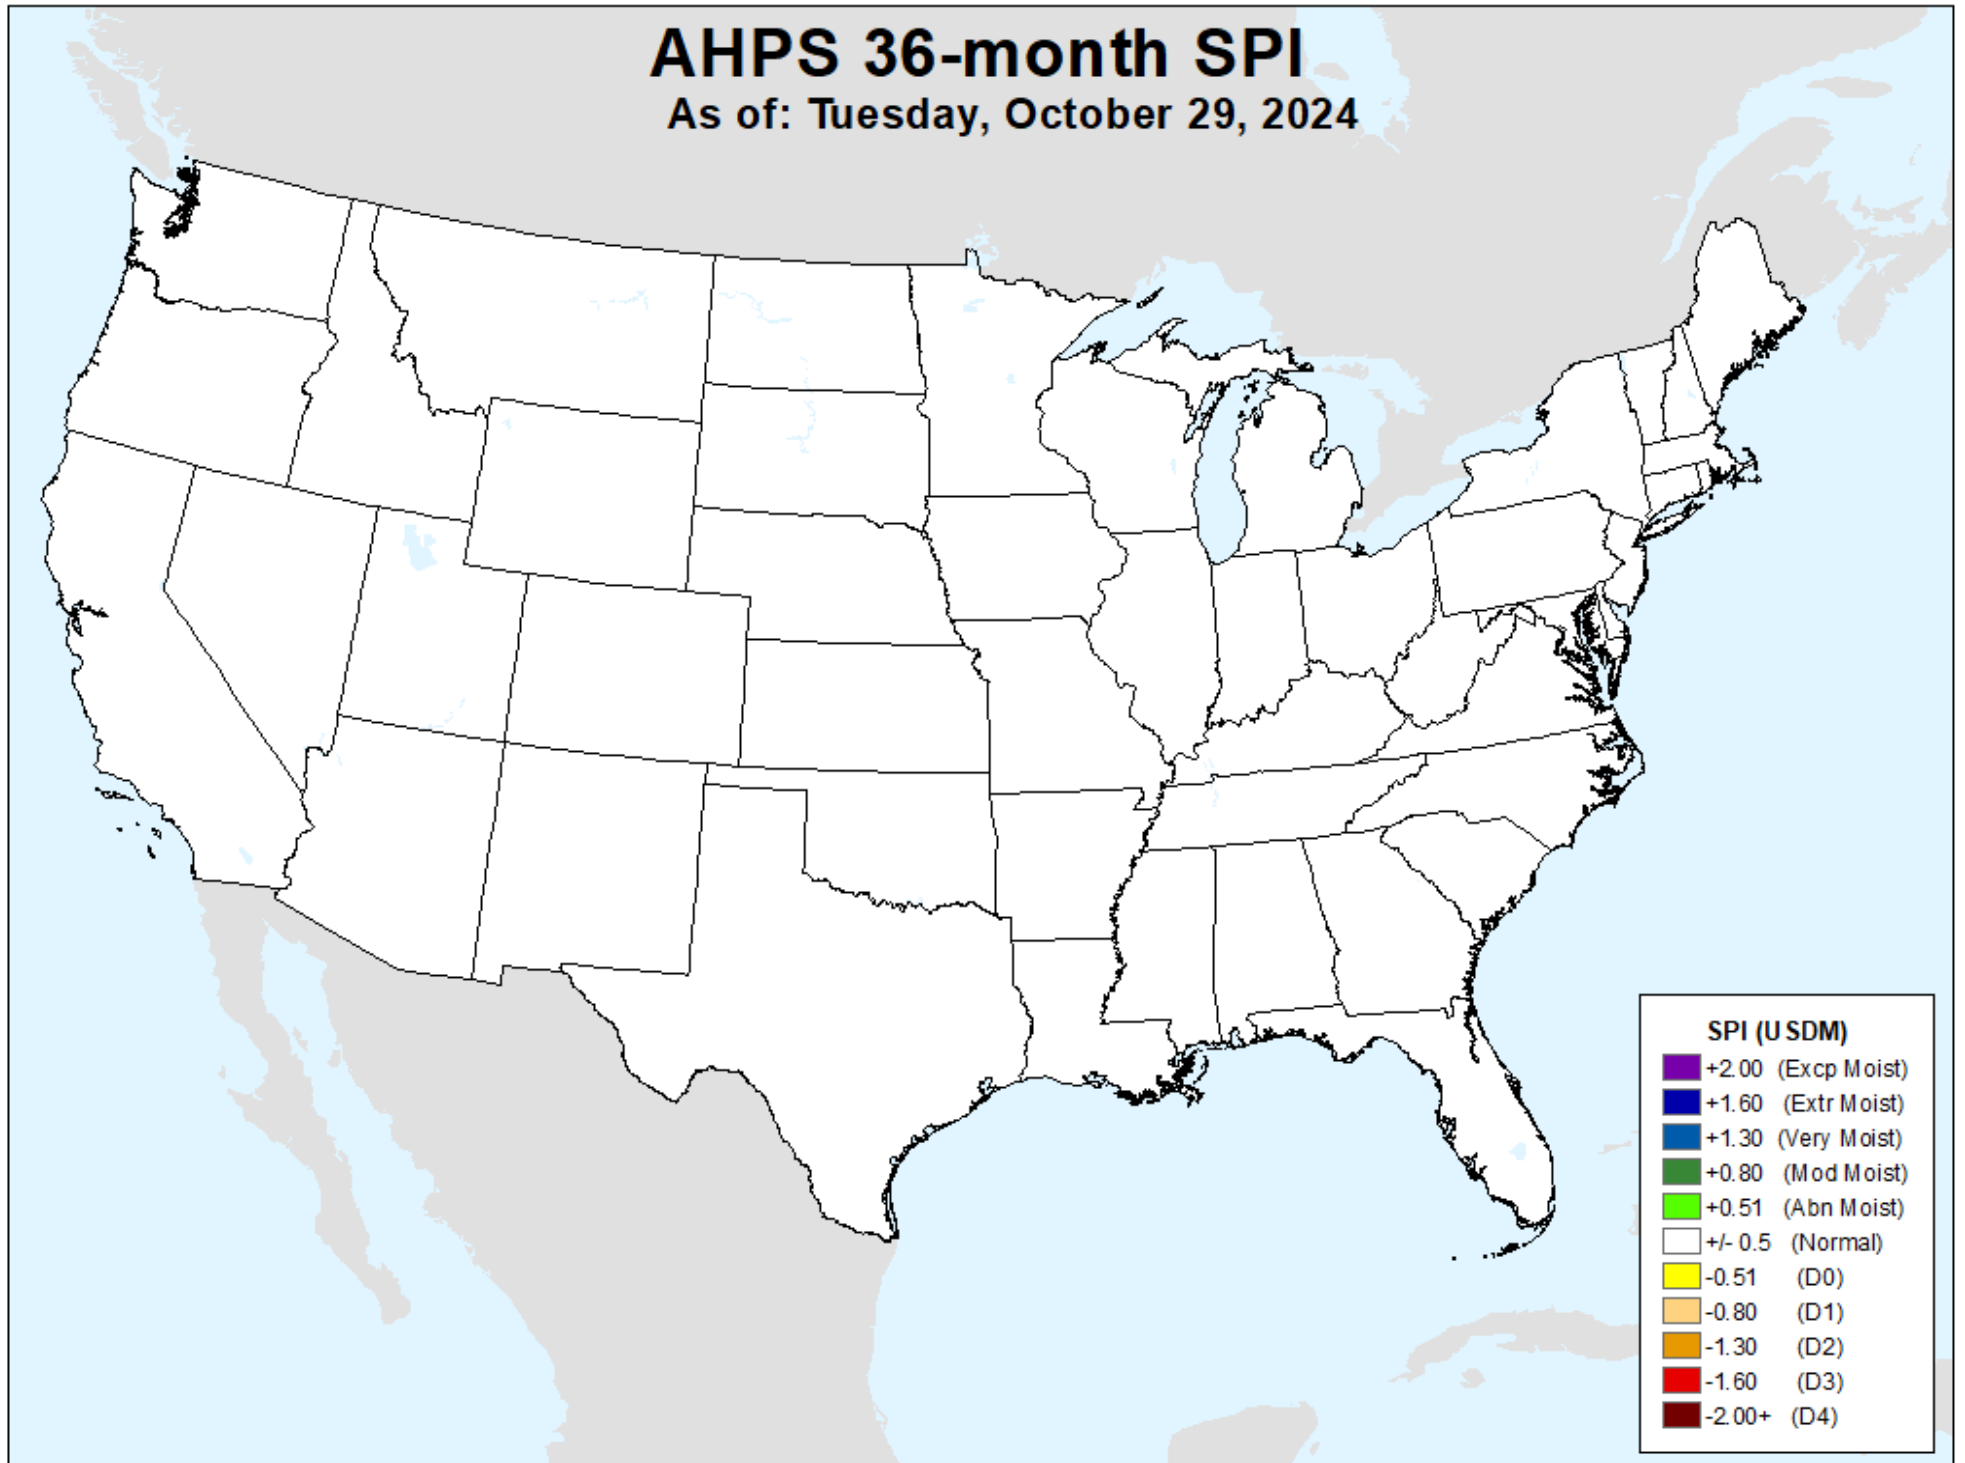 AHPS 36-month SPI
As of: Tuesday, October 29, 2024
SPI (USDM)
+2.00 (Excp Moist)
+1.60 (Extr Moist)
+1.30 (Very Moist)
+0.80 (Mod Moist)
+0.51 (Abn Moist)
+/- 0.5 (Normal)
-0.51 (D0)
-0.80 (D1)
-1.30 (D2)
-1.60 (D3)
-2.00+ (D4)